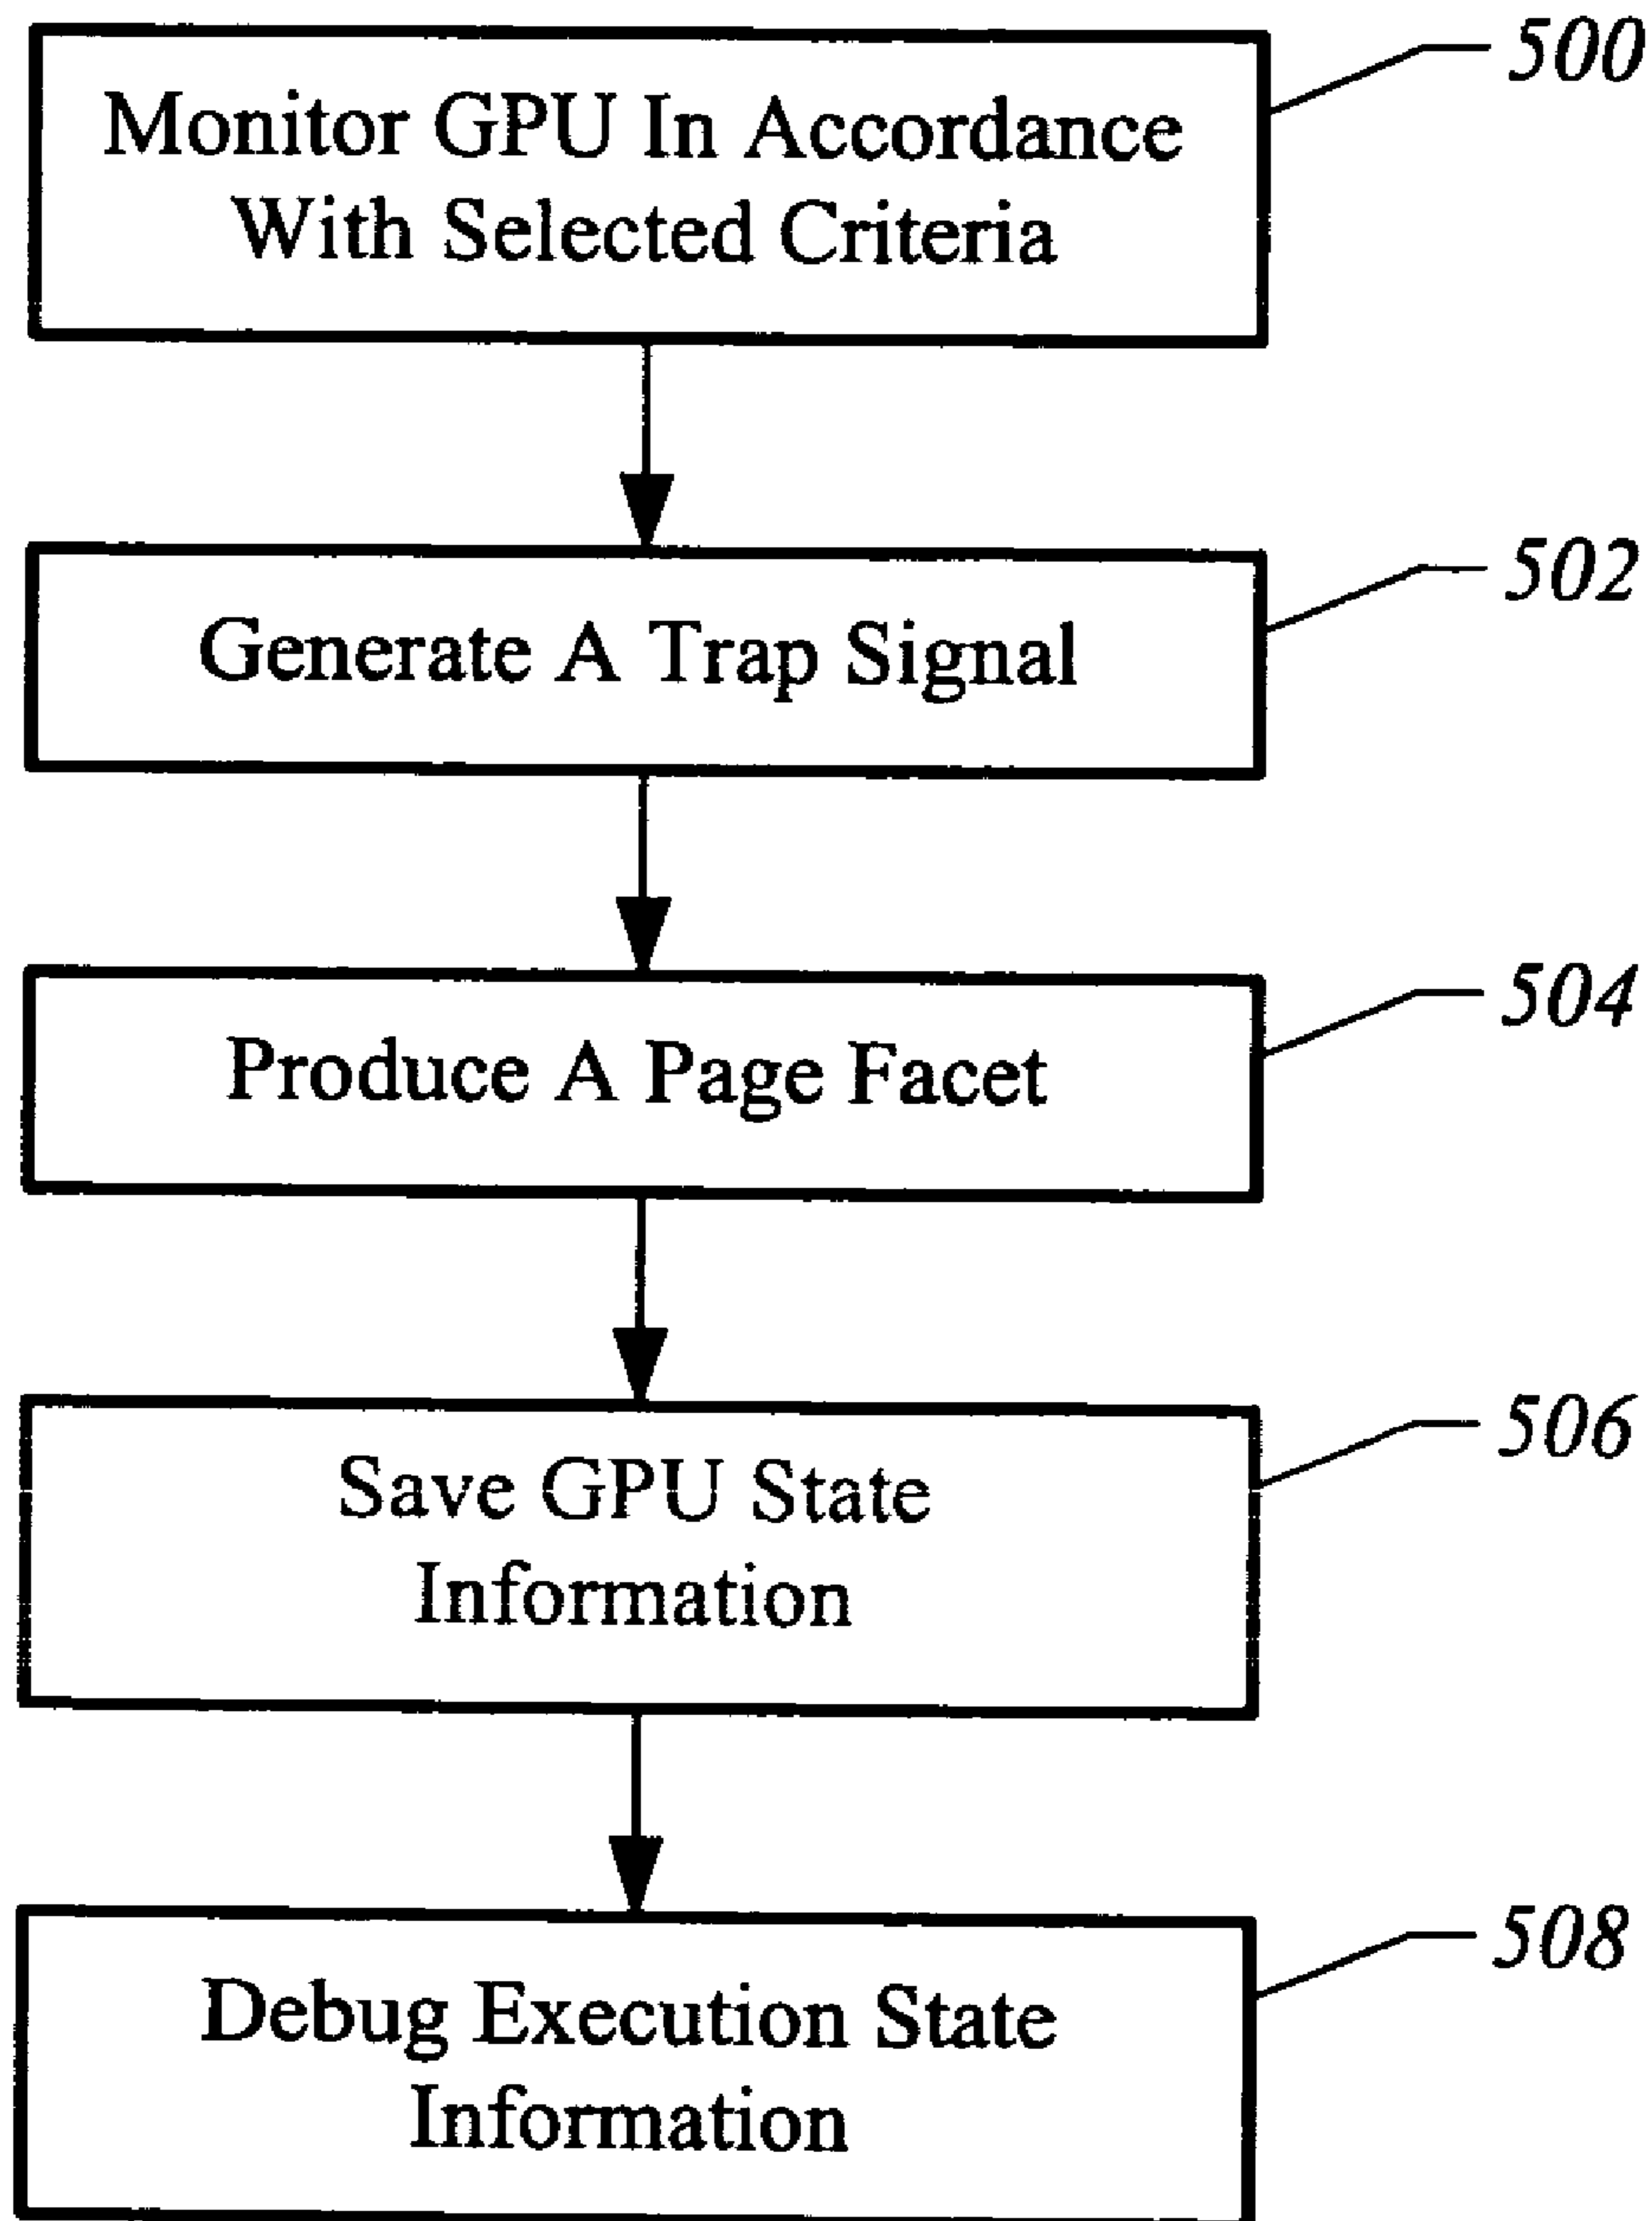 Monitor GPU In Accordance
With Selected Criteria
500
Generate A Trap Signal
502
Produce A Page Facet
504
Save GPU State
Information
506
Debug Execution State
Information
508